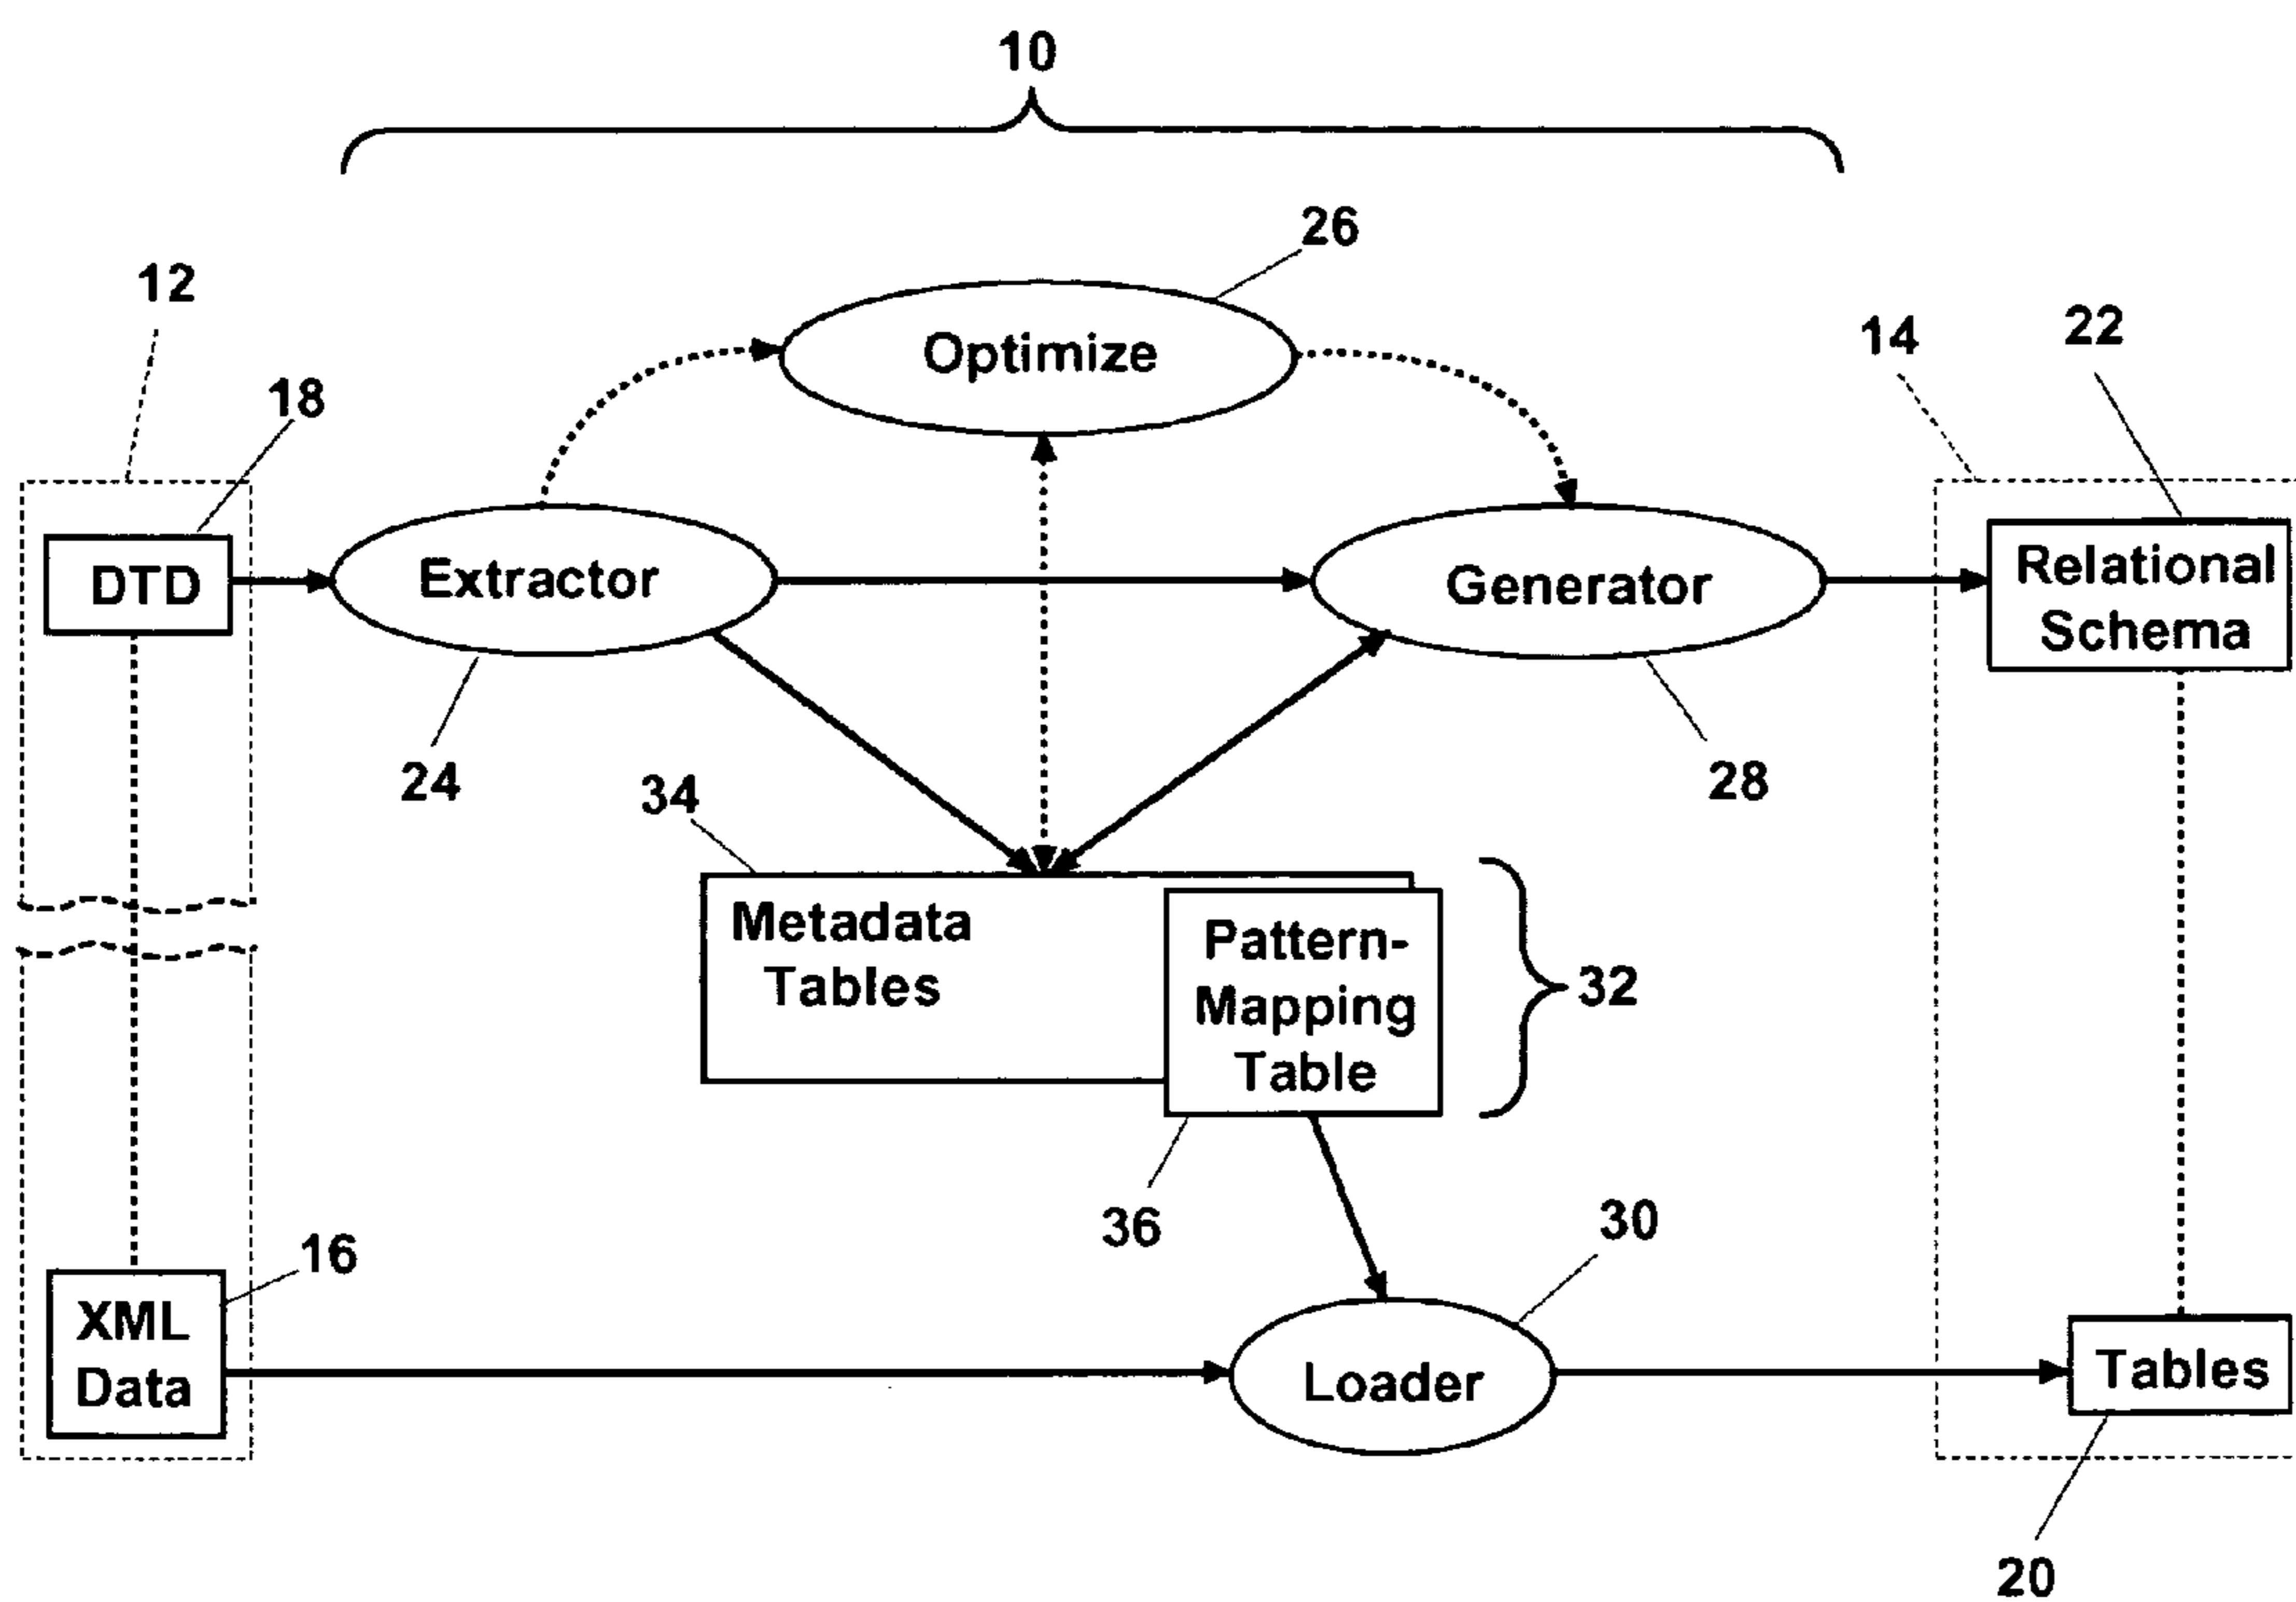 10
26
12
Optimize
14
22
18
DTD
Extractor
Generator
Relational
Schema
24
34
28
Metadata
Tables
Pattern-
Mapping
Table
32
36
30
16
XML
Data
Loader
Tables
20